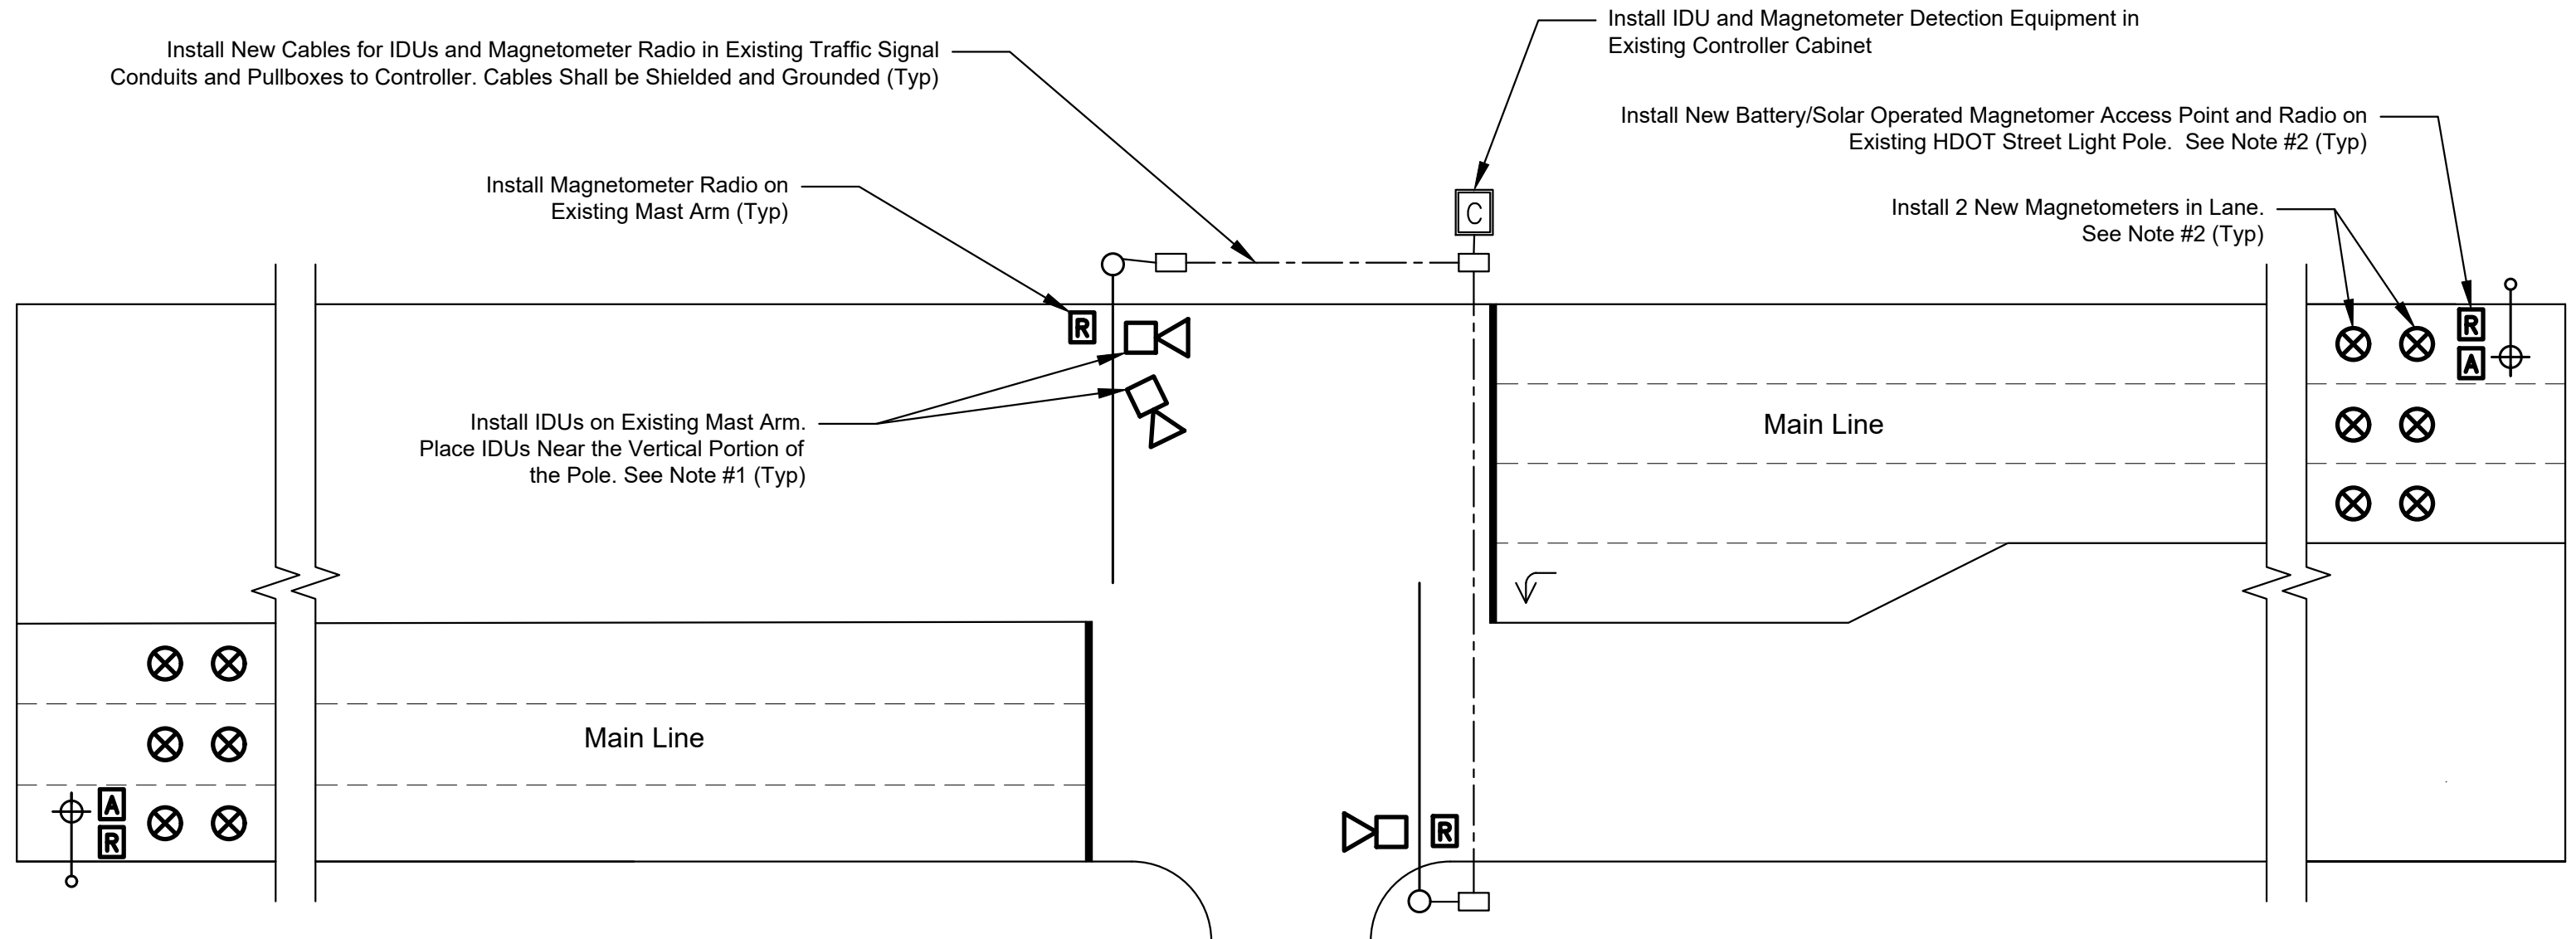 Install IDU and Magnetometer Detection Equipment in
Existing Controller Cabinet
Install New Cables for IDUs and Magnetometer Radio in Existing Traffic Signal
Conduits and Pullboxes to Controller. Cables Shall be Shielded and Grounded (Typ)
Install New Battery/Solar Operated Magnetomer Access Point and Radio on
Existing HDOT Street Light Pole. See Note #2 (Typ)
Install Magnetometer Radio on
Existing Mast Arm (Typ)
C
Install 2 New Magnetometers in Lane.
See Note #2 (Typ)
R
R
A
Install IDUs on Existing Mast Arm.
Place IDUs Near the Vertical Portion of
the Pole. See Note #1 (Typ)
Main Line
Main Line
A
R
R